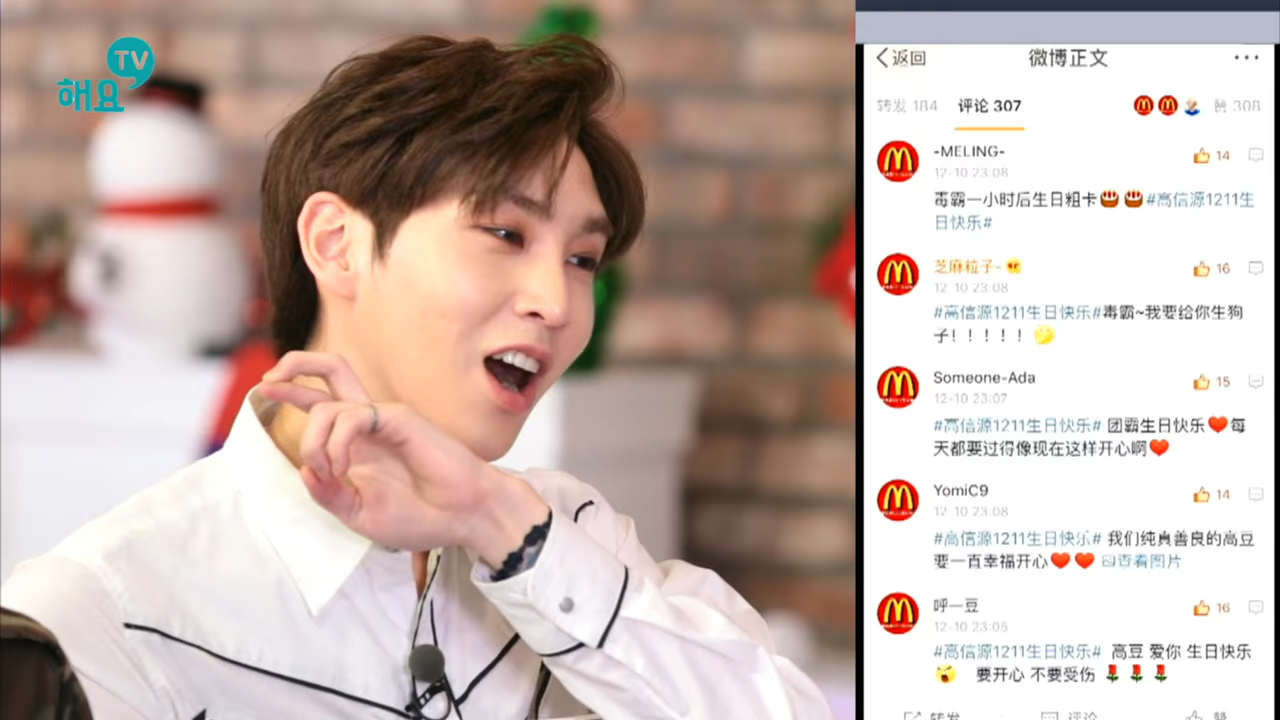 TV
해요
返回
微博正文
转发 184
评论 307
赞 308
-MELING-
14
12-10 23:08
毒霸一小时后生日粗卡 #高信源1211生
日快乐#
芝麻粒子~
16
12-10 23:08
#高信源1211生日快乐#毒霸~我要给你生狗
子！！！！！
Someone-Ada
15
12-10 23:07
#高信源1211生日快乐# 团霸生日快乐 每
天都要过得像现在这样开心啊
YomiC9
14
12-10 23:08
#高信源1211生日快乐# 我们纯真善良的高豆
要一直幸福开心 查看图片
呼一豆
16
12-10 23:05
#高信源1211生日快乐# 高豆 爱你 生日快乐
要开心 不要受伤
转发
评论
赞